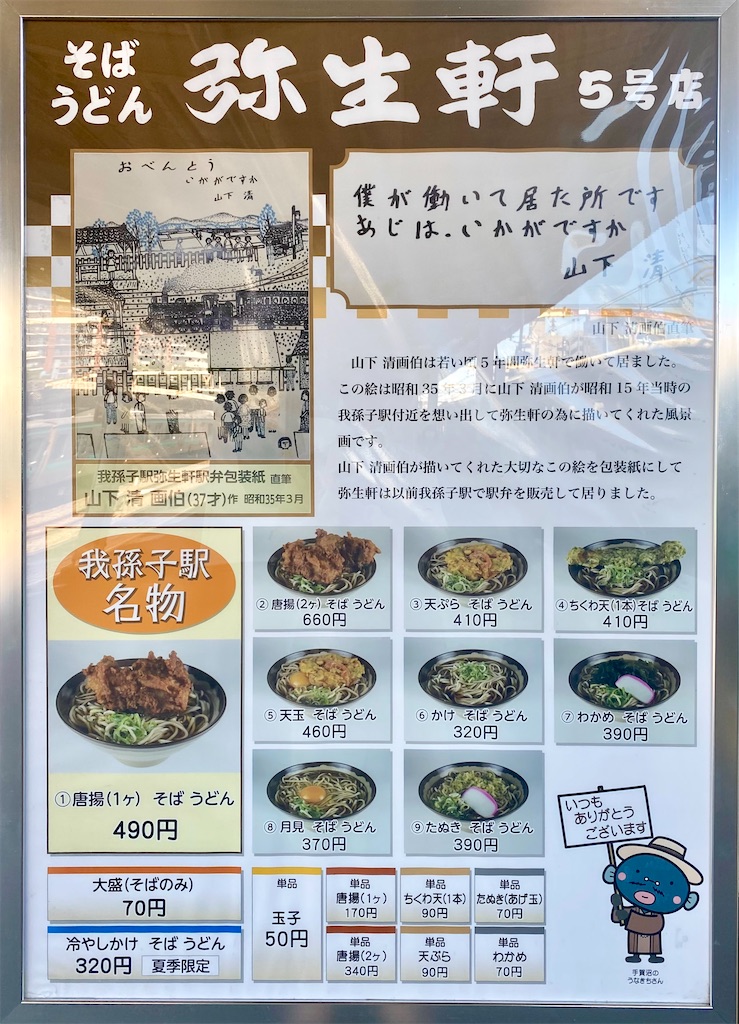 そば
うどん
弥生軒 5号店
おべんとう
いかがですか
山下 清
僕が働いて居た所です
あじは、いかがですか
山下 清
山下 清画伯直筆
山下 清画伯は若い頃5年間弥生軒で働いて居ました。
この絵は昭和35年3月に山下 清画伯が昭和15年当時の
我孫子駅付近を想い出して弥生軒の為に描いてくれた風景
画です。
山下 清画伯が描いてくれた大切なこの絵を包装紙にして
弥生軒は以前我孫子駅で駅弁を販売して居りました。
我孫子駅弥生軒駅弁包装紙 直筆
山下 清 画伯(37才)作 昭和35年3月
我孫子駅
名物
①唐揚(1ヶ) そば うどん
490円
②唐揚(2ヶ) そば うどん
660円
③天ぷら そば うどん
410円
④ちくわ天(1本)そば うどん
410円
⑤天玉 そば うどん
460円
⑥かけ そば うどん
320円
⑦わかめ そば うどん
390円
⑧月見 そば うどん
370円
⑨たぬき そば うどん
390円
いつも
ありがとう
ございます
手賀沼の
うなきちさん
大盛(そばのみ)
70円
冷やしかけ そば うどん
320円 夏季限定
単品
玉子
50円
単品
唐揚(1ヶ)
170円
単品
ちくわ天(1本)
90円
単品
たぬき(あげ玉)
70円
単品
唐揚(2ヶ)
340円
単品
天ぷら
90円
単品
わかめ
70円